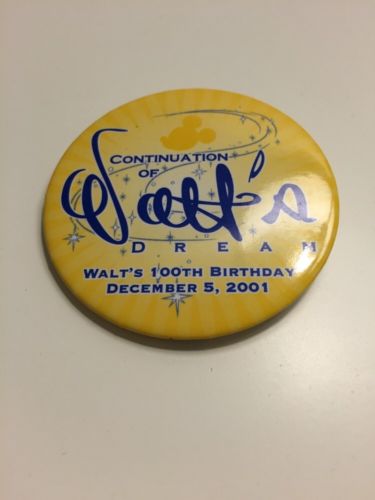 CONTINUATION
OF
Walt's
DREAM
WALT'S 100TH BIRTHDAY
DECEMBER 5, 2001